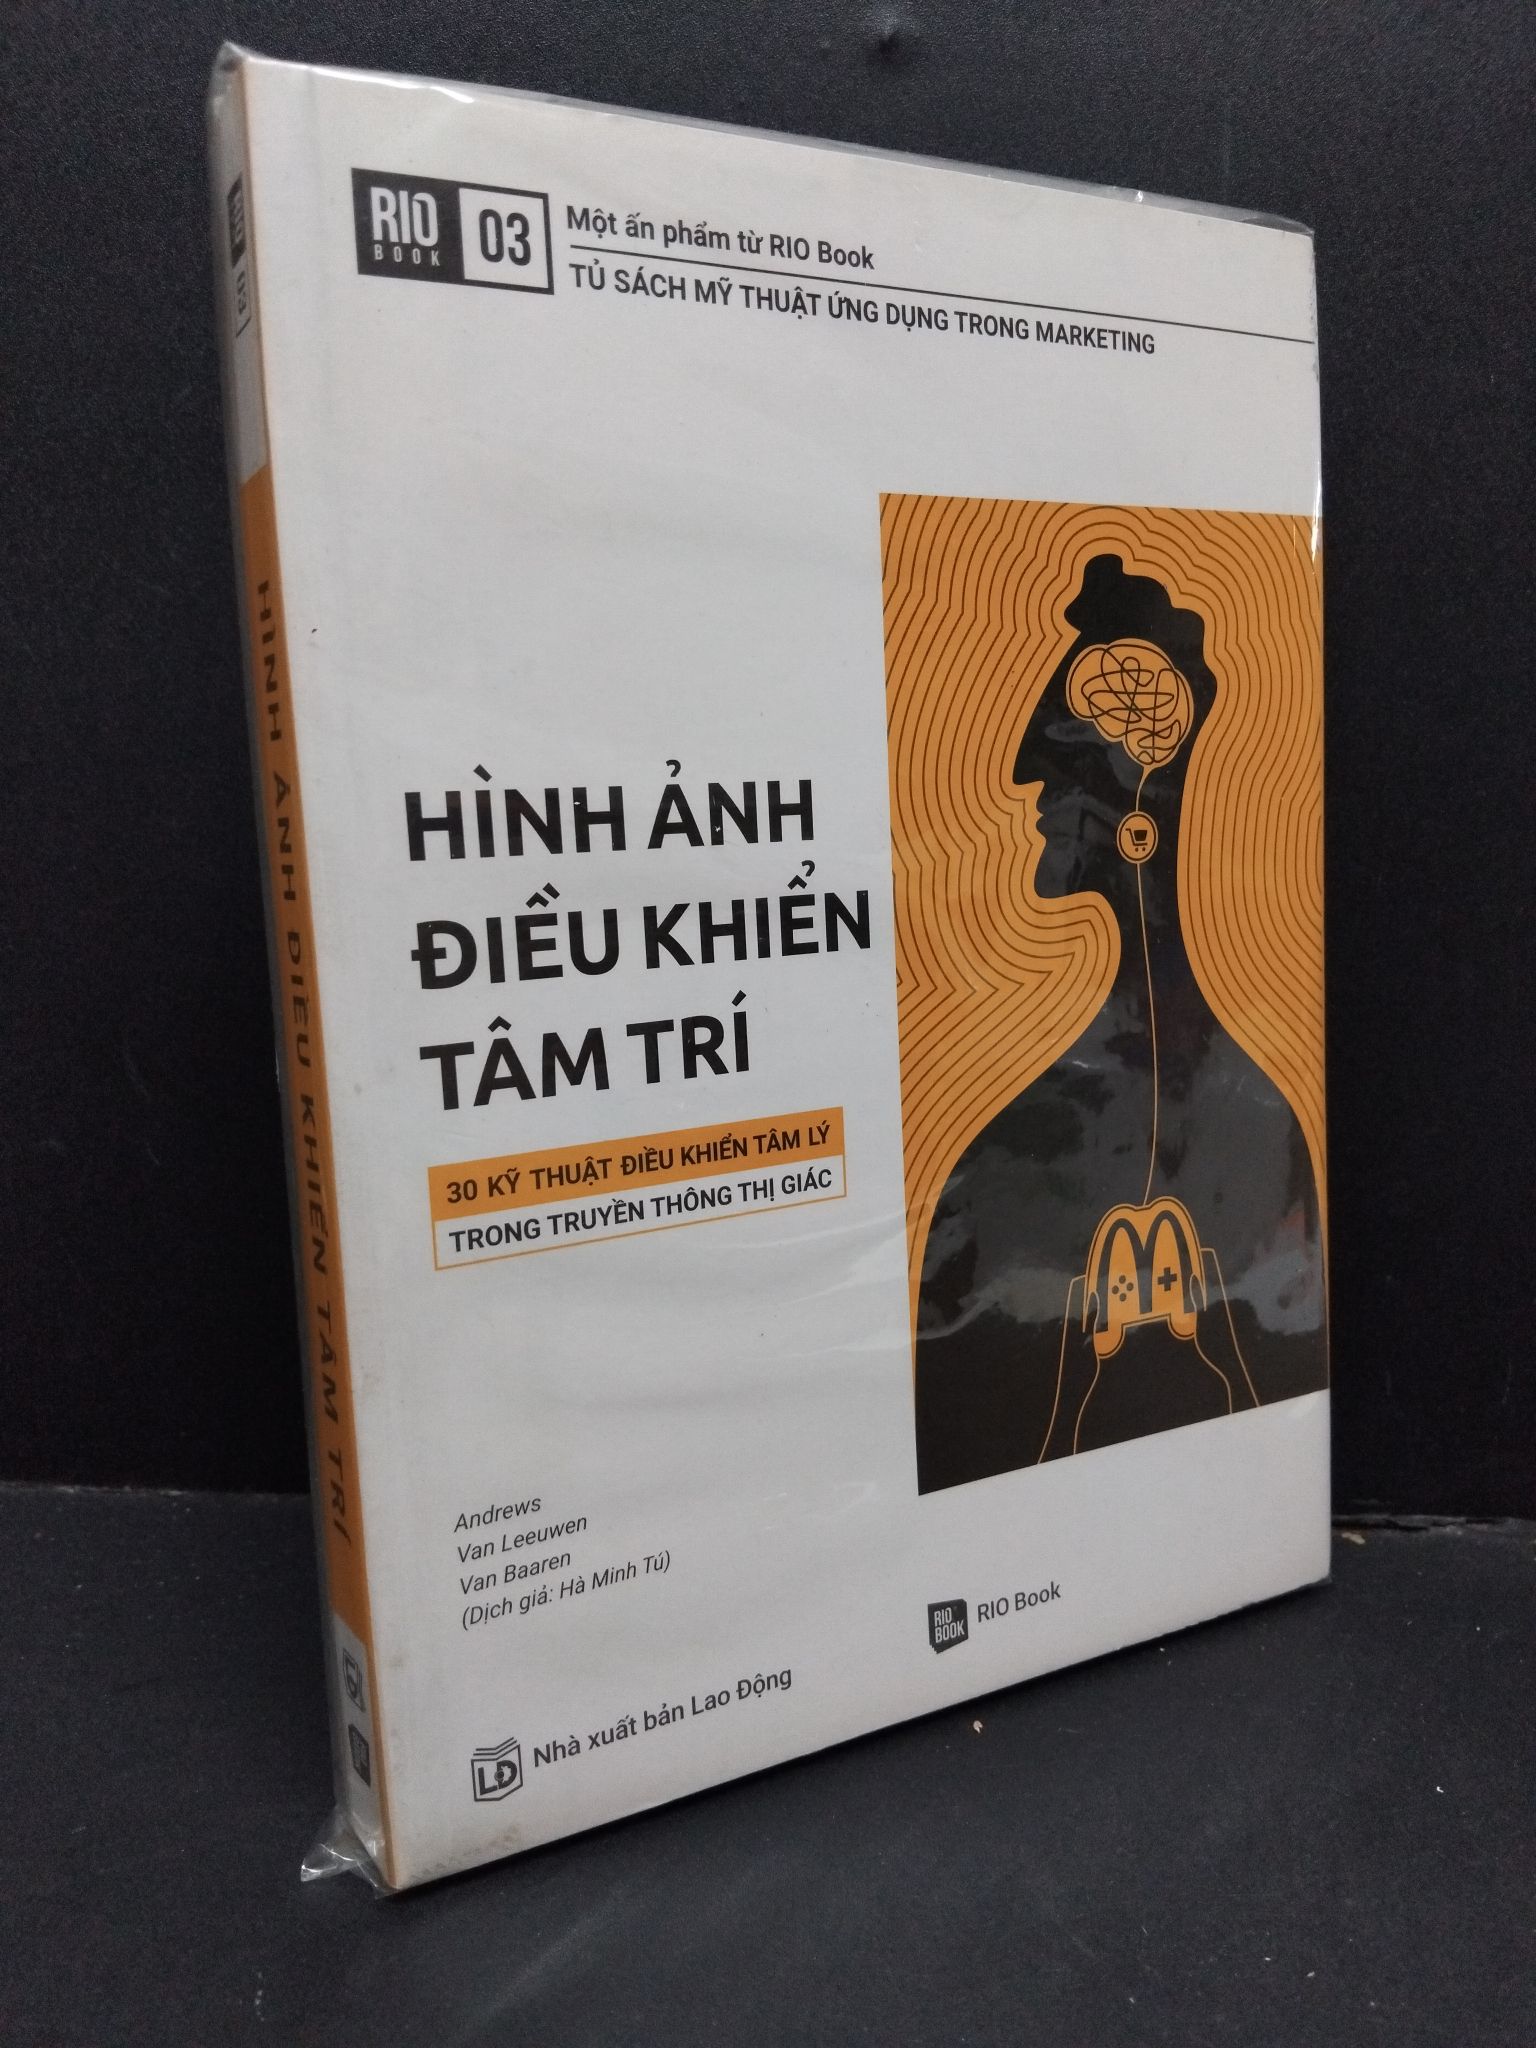 RIO
BOOK
03
Một ấn phẩm từ RIO Book
TỦ SÁCH MỸ THUẬT ỨNG DỤNG TRONG MARKETING
HÌNH ẢNH
ĐIỀU KHIỂN
TÂM TRÍ
30 KỸ THUẬT ĐIỀU KHIỂN TÂM LÝ
TRONG TRUYỀN THÔNG THỊ GIÁC
Andrews
Van Leeuwen
Van Baaren
(Dịch giả: Hà Minh Tú)
RIO
BOOK
RIO Book
LĐ
Nhà xuất bản Lao Động
RIO 03
HÌNH ẢNH ĐIỀU KHIỂN TÂM TRÍ